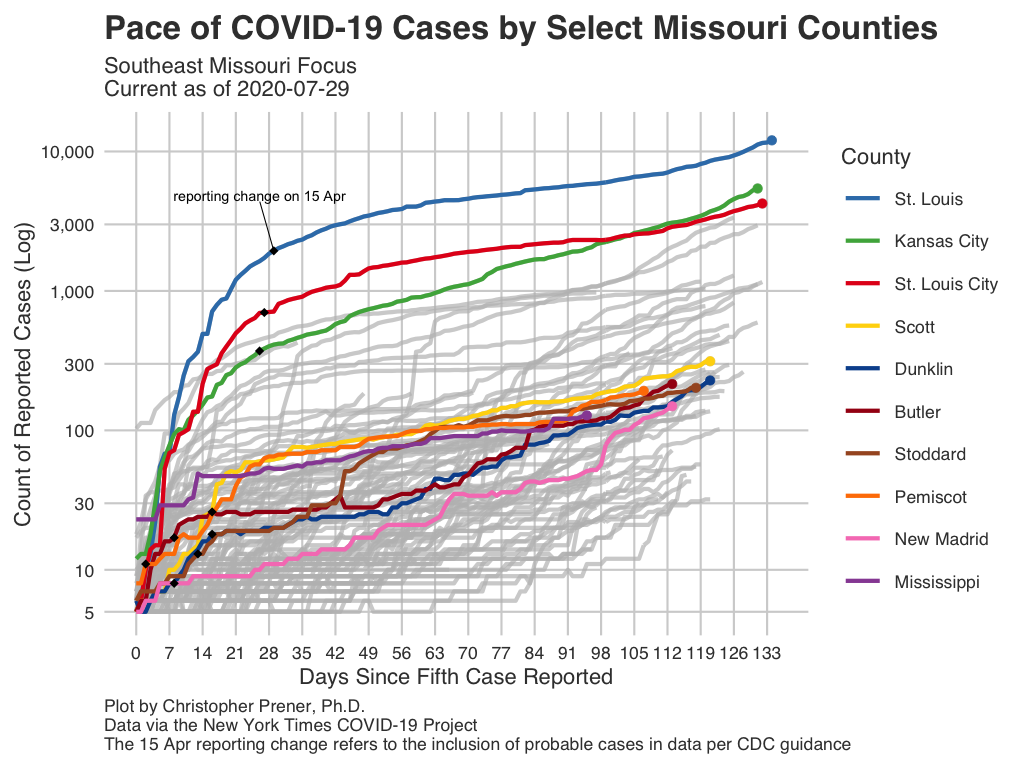 Pace of COVID-19 Cases by Select Missouri Counties
Southeast Missouri Focus
Current as of 2020-07-29
Count of Reported Cases (Log)
10,000
3,000
1,000
300
100
30
10
5
reporting change on 15 Apr
0 7 14 21 28 35 42 49 56 63 70 77 84 91 98 105 112 119 126 133
Days Since Fifth Case Reported
County
St. Louis
Kansas City
St. Louis City
Scott
Dunklin
Butler
Stoddard
Pemiscot
New Madrid
Mississippi
Plot by Christopher Prener, Ph.D.
Data via the New York Times COVID-19 Project
The 15 Apr reporting change refers to the inclusion of probable cases in data per CDC guidance